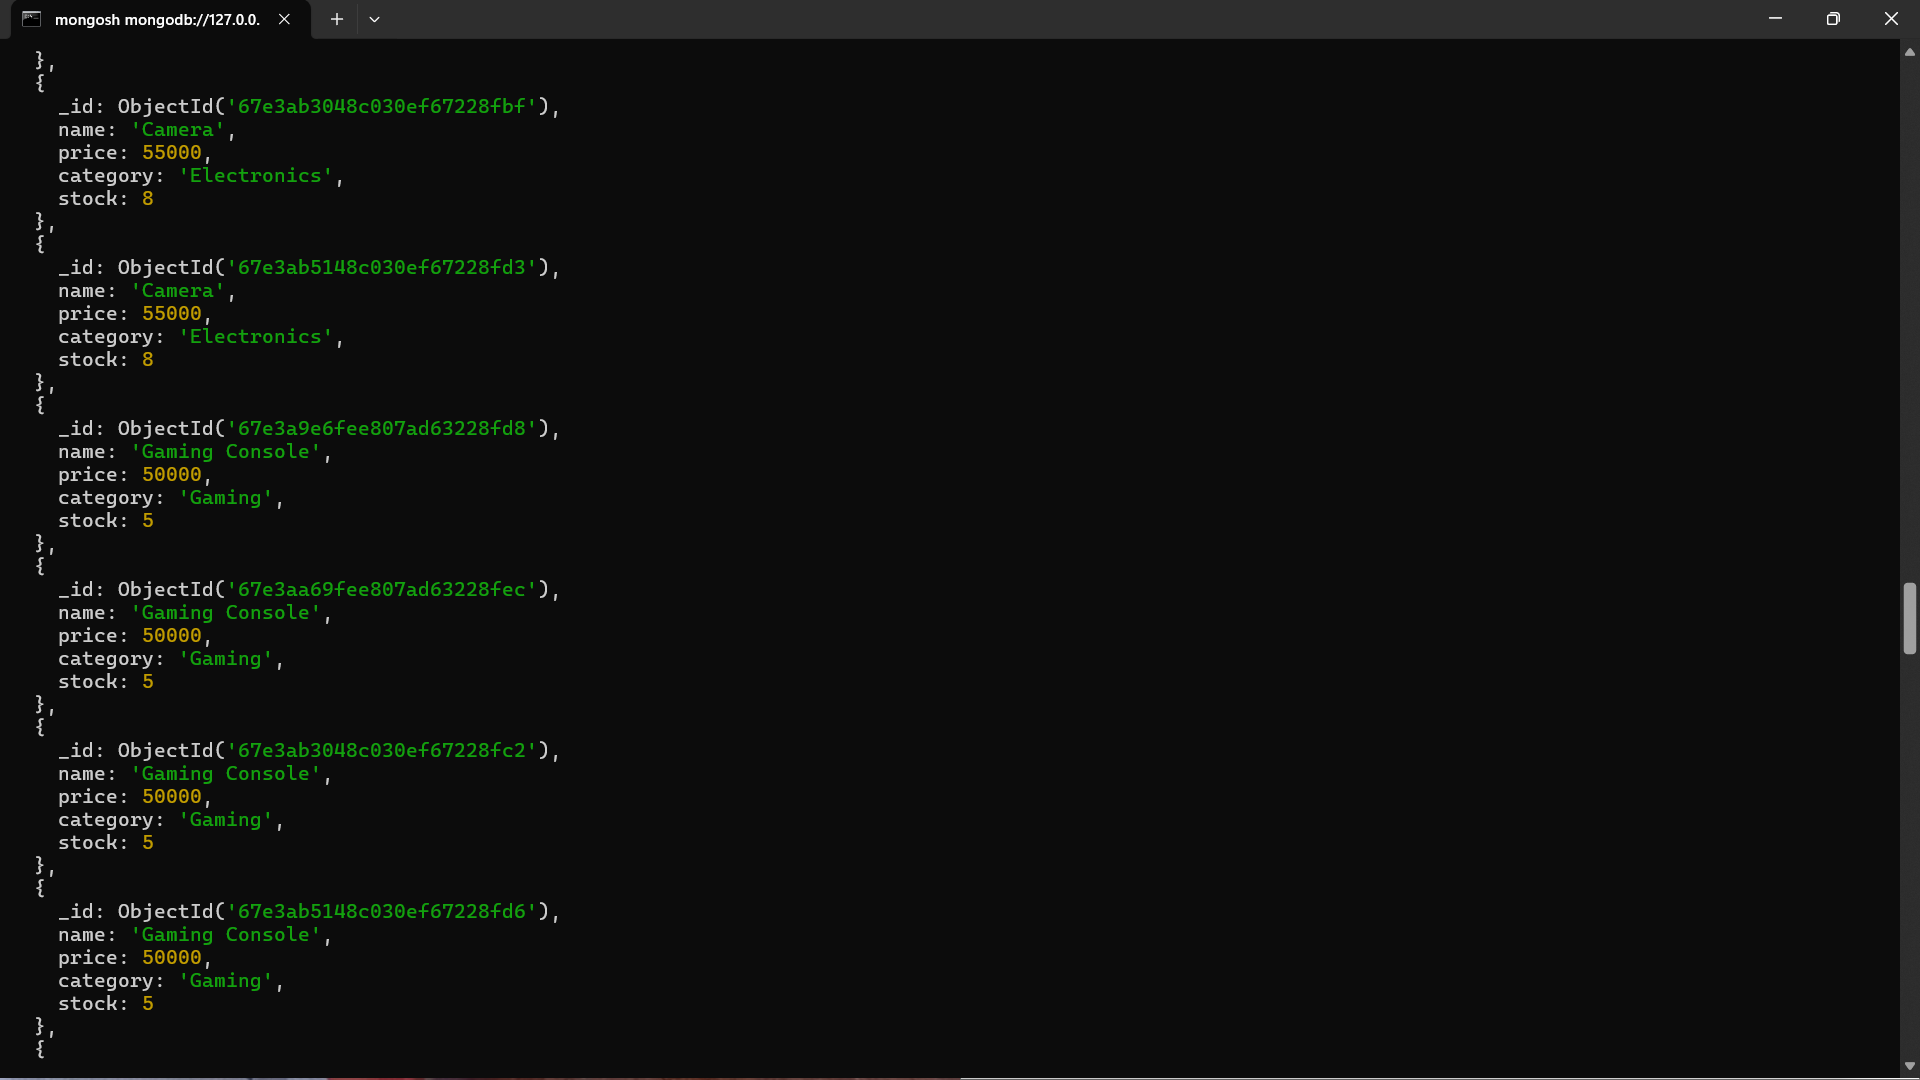 mongosh mongodb://127.0.0.
},
{
_id: ObjectId('67e3ab3048c030ef67228fbf'),
name: 'Camera',
price: 55000,
category: 'Electronics',
stock: 8
},
{
_id: ObjectId('67e3ab5148c030ef67228fd3'),
name: 'Camera',
price: 55000,
category: 'Electronics',
stock: 8
},
{
_id: ObjectId('67e3a9e6fee807ad63228fd8'),
name: 'Gaming Console',
price: 50000,
category: 'Gaming',
stock: 5
},
{
_id: ObjectId('67e3aa69fee807ad63228fec'),
name: 'Gaming Console',
price: 50000,
category: 'Gaming',
stock: 5
},
{
_id: ObjectId('67e3ab3048c030ef67228fc2'),
name: 'Gaming Console',
price: 50000,
category: 'Gaming',
stock: 5
},
{
_id: ObjectId('67e3ab5148c030ef67228fd6'),
name: 'Gaming Console',
price: 50000,
category: 'Gaming',
stock: 5
},
{